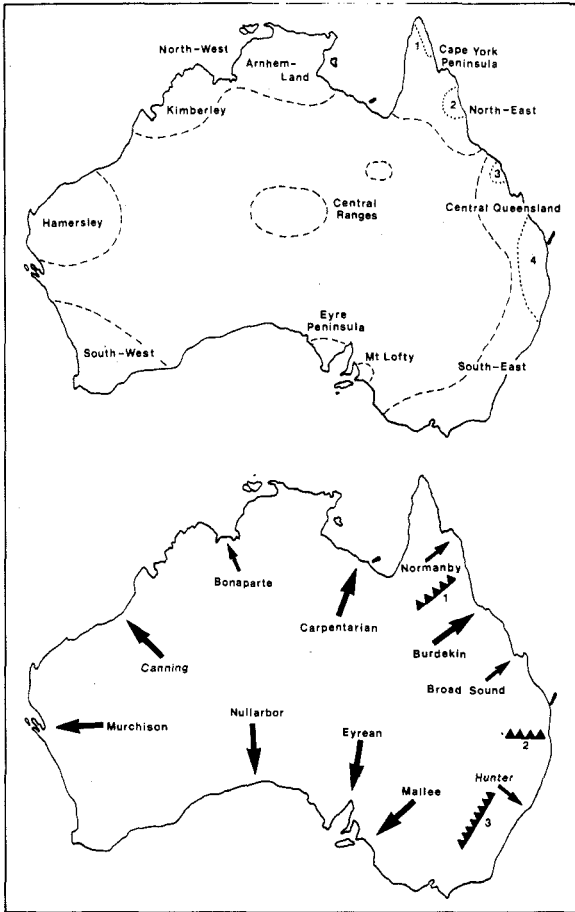 1
Cape York
Peninsula
North-West
Arnhem-
Land
2
North-East
Kimberley
3
Central
Ranges
Central Queensland
Hamersley
4
Eyre
Peninsula
Mt Lofty
South-West
South-East
Normanby
1
Bonaparte
Carpentarian
Burdekin
Canning
Broad Sound
Murchison
Nullarbor
Eyrean
2
Hunter
Mallee
3